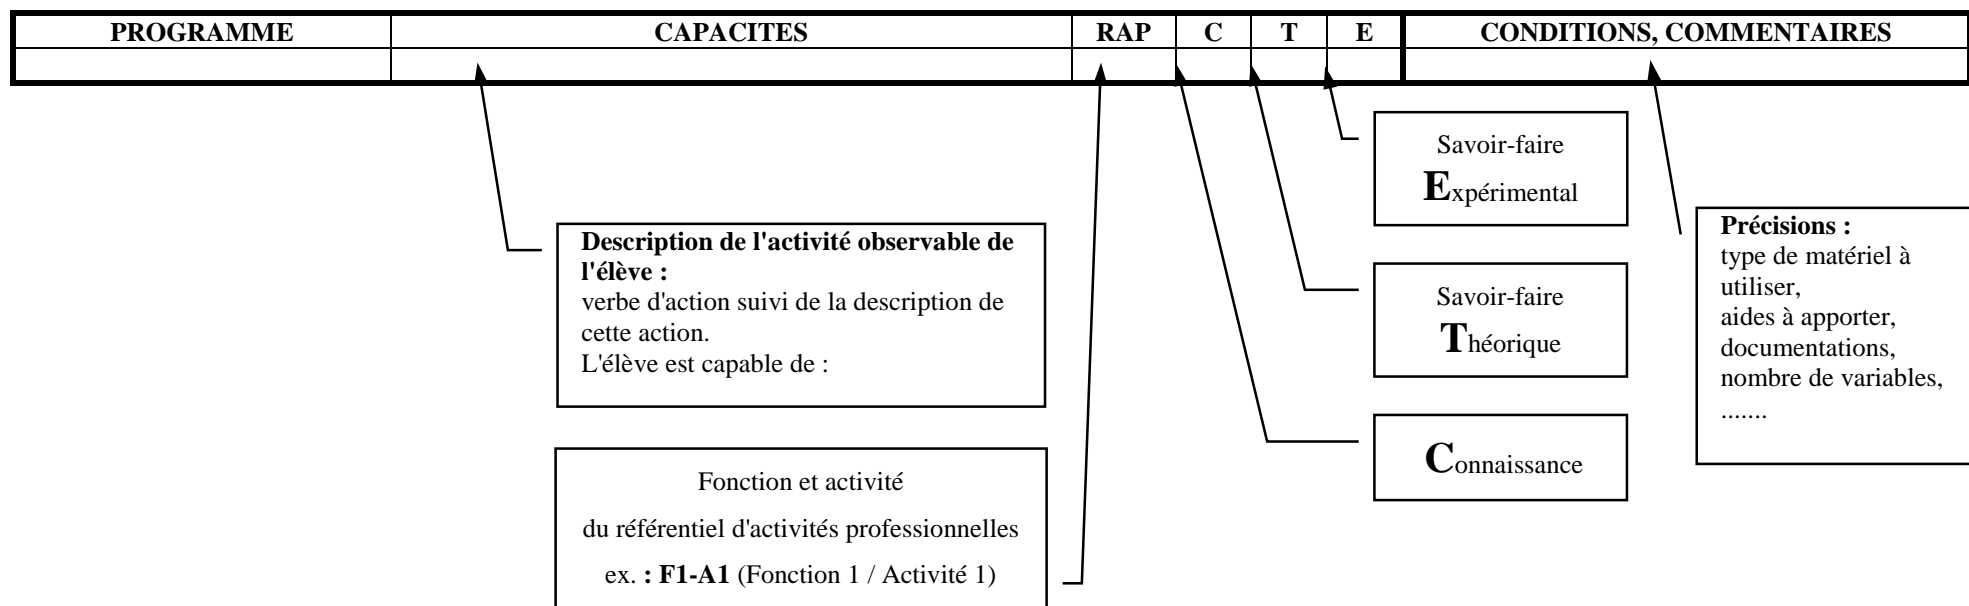 PROGRAMME CAPACITES RAP C T E CONDITIONS, COMMENTAIRES
Savoir-faire
Expérimental
Description de l'activité observable de
l'élève :
verbe d'action suivi de la description de
cette action.
L'élève est capable de :
Précisions :
type de matériel à
utiliser,
aides à apporter,
documentations,
nombre de variables,
.......
Savoir-faire
Théorique
Connaissance
Fonction et activité
du référentiel d'activités professionnelles
ex. : F1-A1 (Fonction 1 / Activité 1)